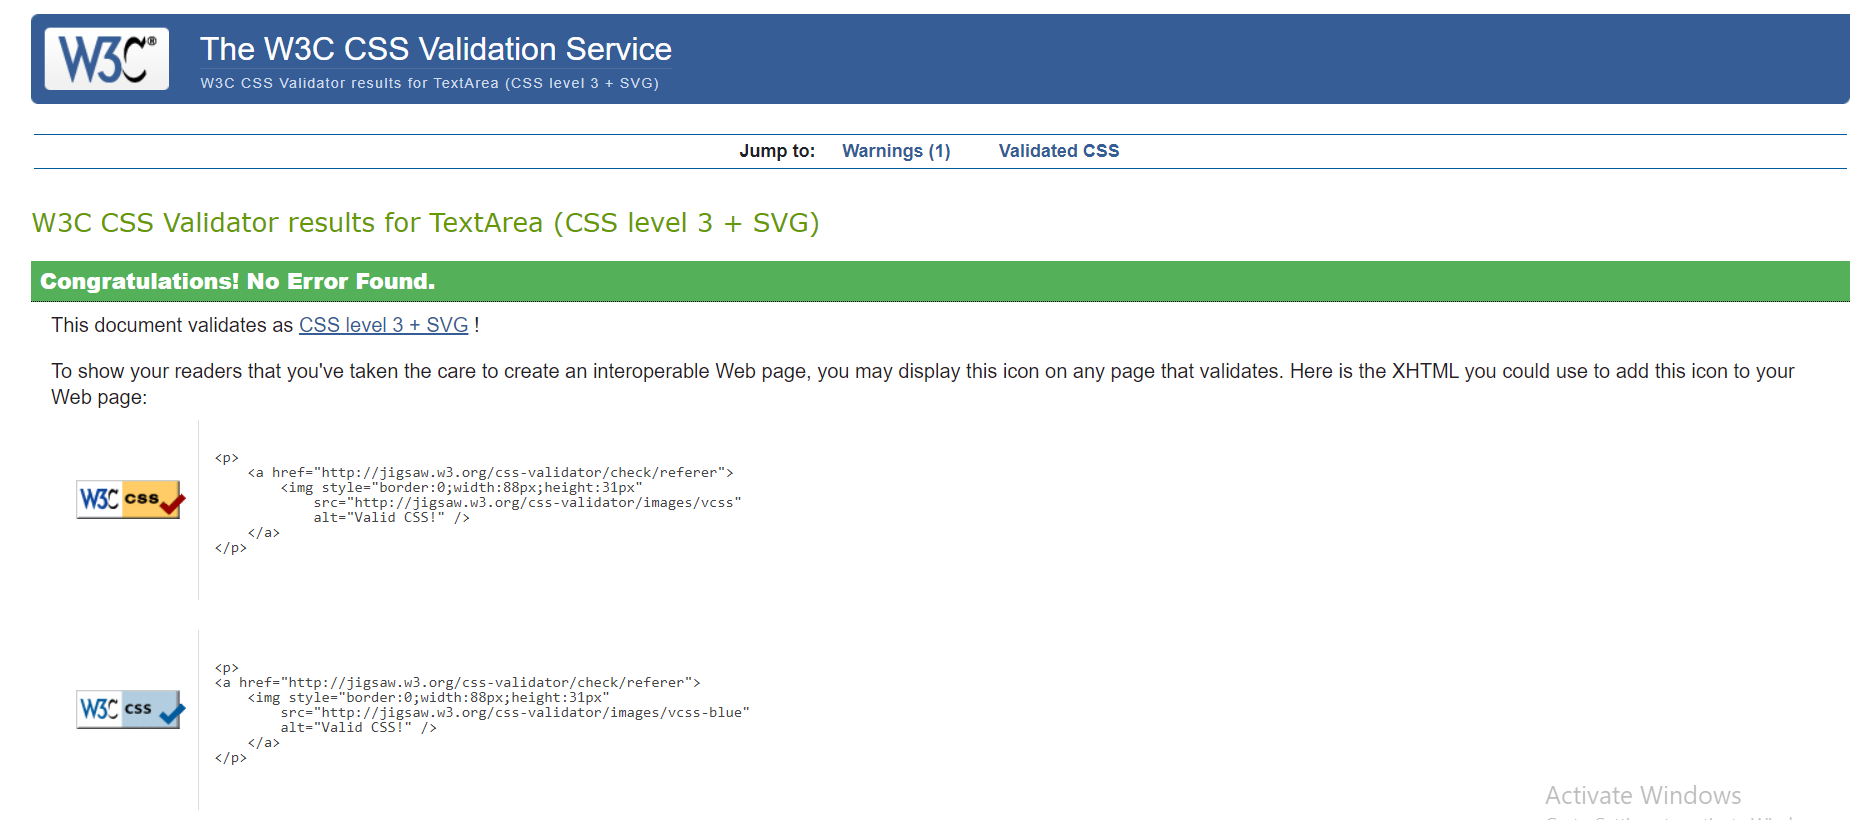 W3C®
The W3C CSS Validation Service
W3C CSS Validator results for TextArea (CSS level 3 + SVG)
Jump to: Warnings (1) Validated CSS
W3C CSS Validator results for TextArea (CSS level 3 + SVG)
Congratulations! No Error Found.
This document validates as CSS level 3 + SVG !
To show your readers that you've taken the care to create an interoperable Web page, you may display this icon on any page that validates. Here is the XHTML you could use to add this icon to your
Web page:
<p>
<a href="http://jigsaw.w3.org/css-validator/check/referer">
<img style="border:0;width:88px;height:31px"
W3C css
src="http://jigsaw.w3.org/css-validator/images/vcss"
alt="Valid CSS!" />
</a>
</p>
<p>
<a href="http://jigsaw.w3.org/css-validator/check/referer">
<img style="border:0;width:88px;height:31px"
W3C css
src="http://jigsaw.w3.org/css-validator/images/vcss-blue"
alt="Valid CSS!" />
</a>
</p>
Activate Windows